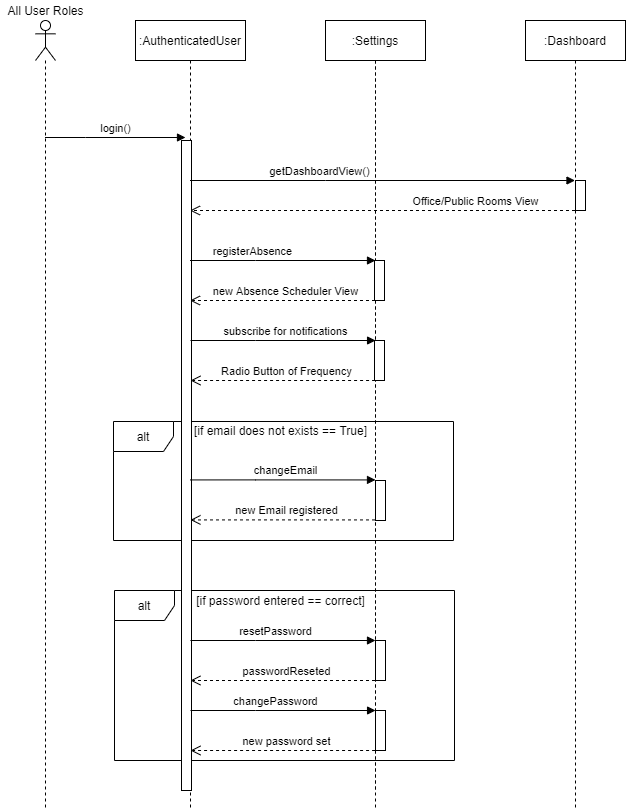 All User Roles
:AuthenticatedUser
:Settings
:Dashboard
login()
getDashboardView()
Office/Public Rooms View
registerAbsence
new Absence Scheduler View
subscribe for notifications
Radio Button of Frequency
alt
[if email does not exists == True]
changeEmail
new Email registered
alt
[if password entered == correct]
resetPassword
passwordReseted
changePassword
new password set